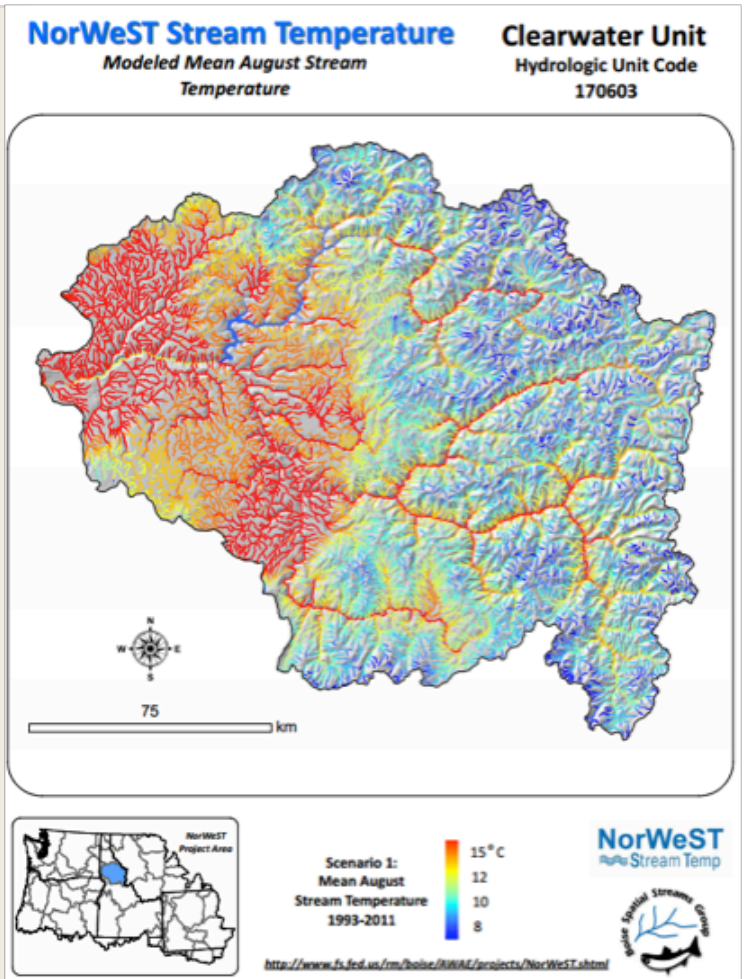 NorWeST Stream Temperature
Modeled Mean August Stream
Temperature
Clearwater Unit
Hydrologic Unit Code
170603
N
W
E
S
75
km
NorWeST
Project Area
Scenario 1:
Mean August
Stream Temperature
1993-2011
15°C
12
10
8
NorWeST
Stream Temp
Boise Spatial Streams Group
http://www.fs.fed.us/rm/boise/AWAE/projects/NorWeST.shtml